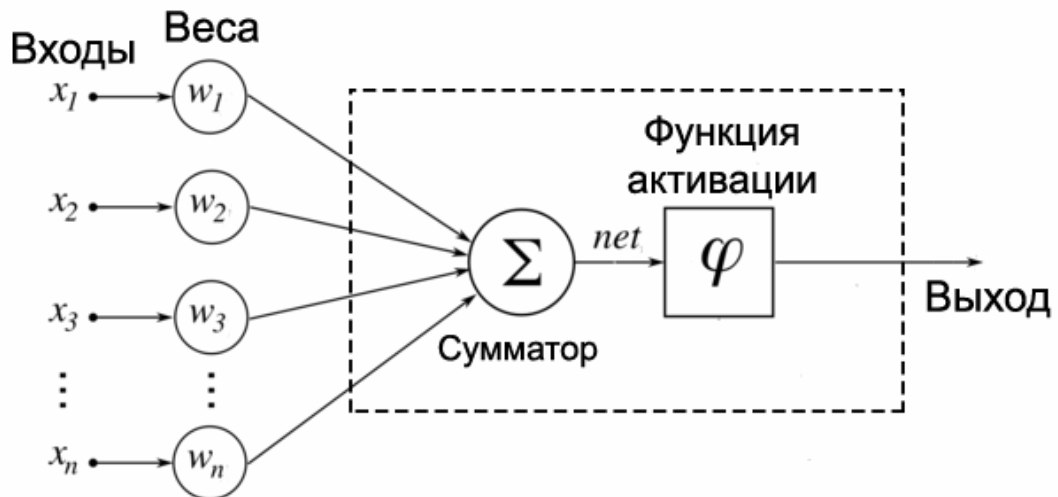 Входы
Веса
x1
w1
Функция
активации
x2
w2
Σ
net
φ
Выход
x3
w3
Сумматор
⋮
⋮
xn
wn